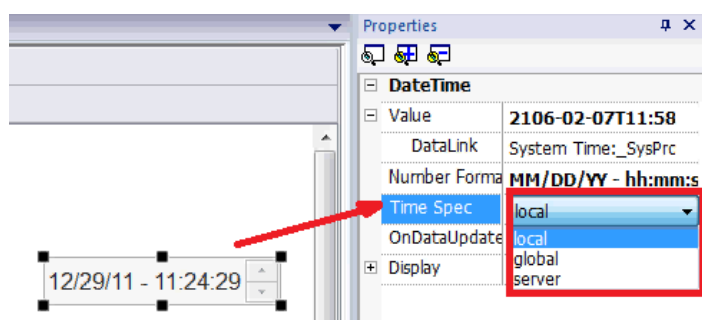 Properties
DateTime
Value 2106-02-07T11:58
DataLink System Time:_SysPrc
Number Forma MM/DD/YY - hh:mm:s
Time Spec local
OnDataUpdate local
global
Display
server
12/29/11 - 11:24:29